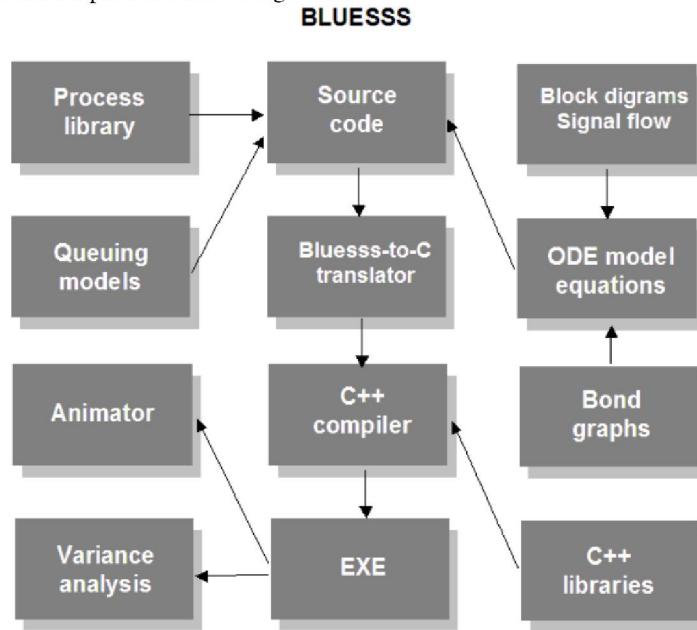 BLUESSS
Process
library
Source
code
Block digrams
Signal flow
Queuing
models
Bluesss-to-C
translator
ODE model
equations
Animator
C++
compiler
Bond
graphs
Variance
analysis
EXE
C++
libraries